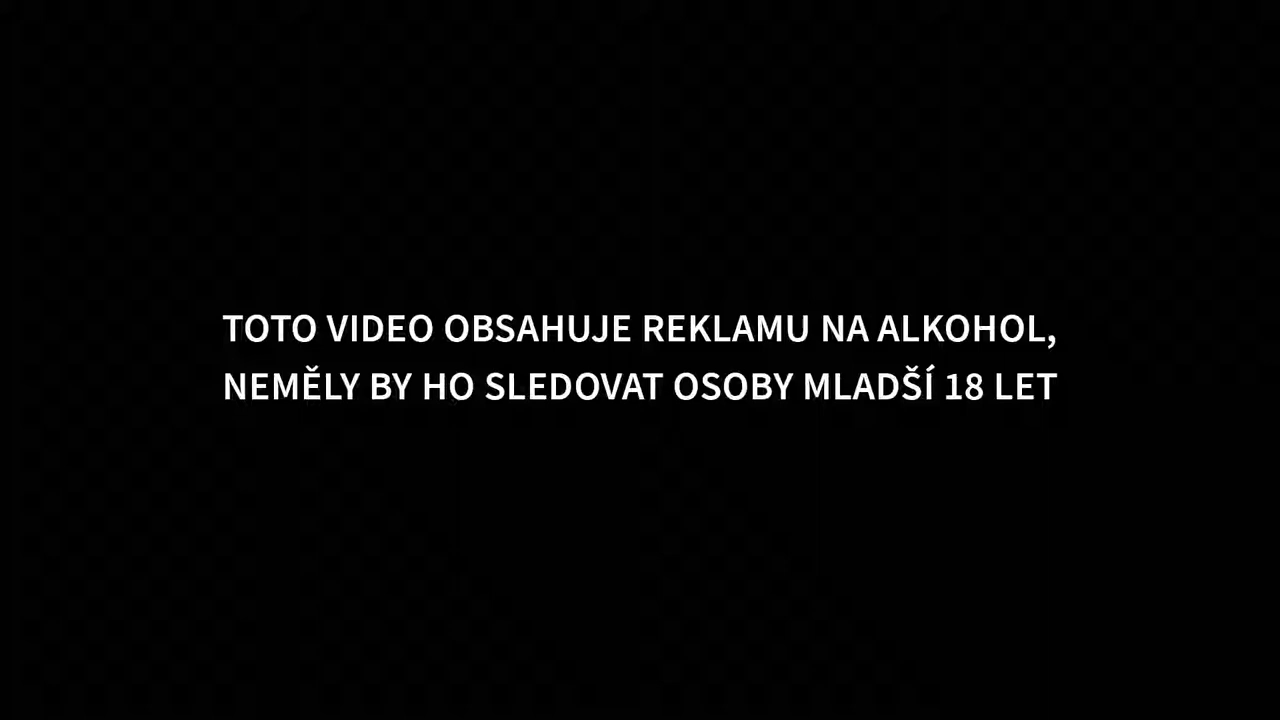 TOTO VIDEO OBSAHUJE REKLAMU NA ALKOHOL,
NEMĚLY BY HO SLEDOVAT OSOBY MLADŠÍ 18 LET